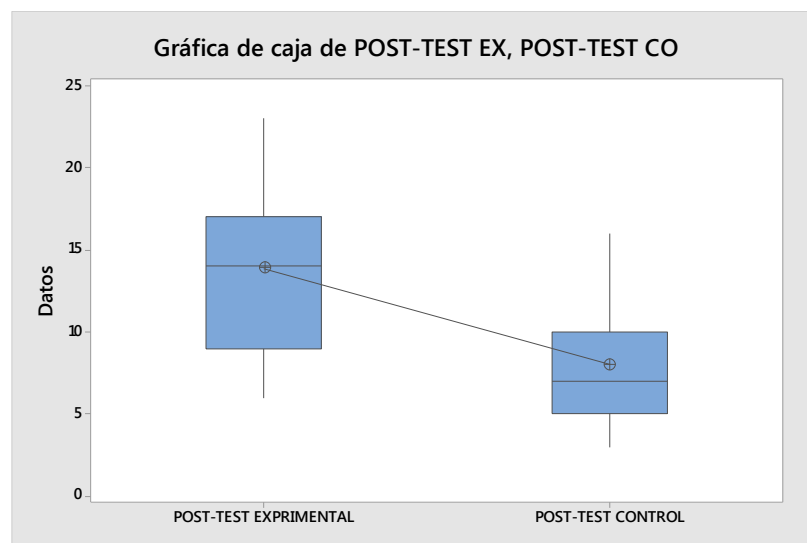 Gráfica de caja de POST-TEST EX, POST-TEST CO
25
20
15
10
5
0
Datos
POST-TEST EXPRIMENTAL
POST-TEST CONTROL